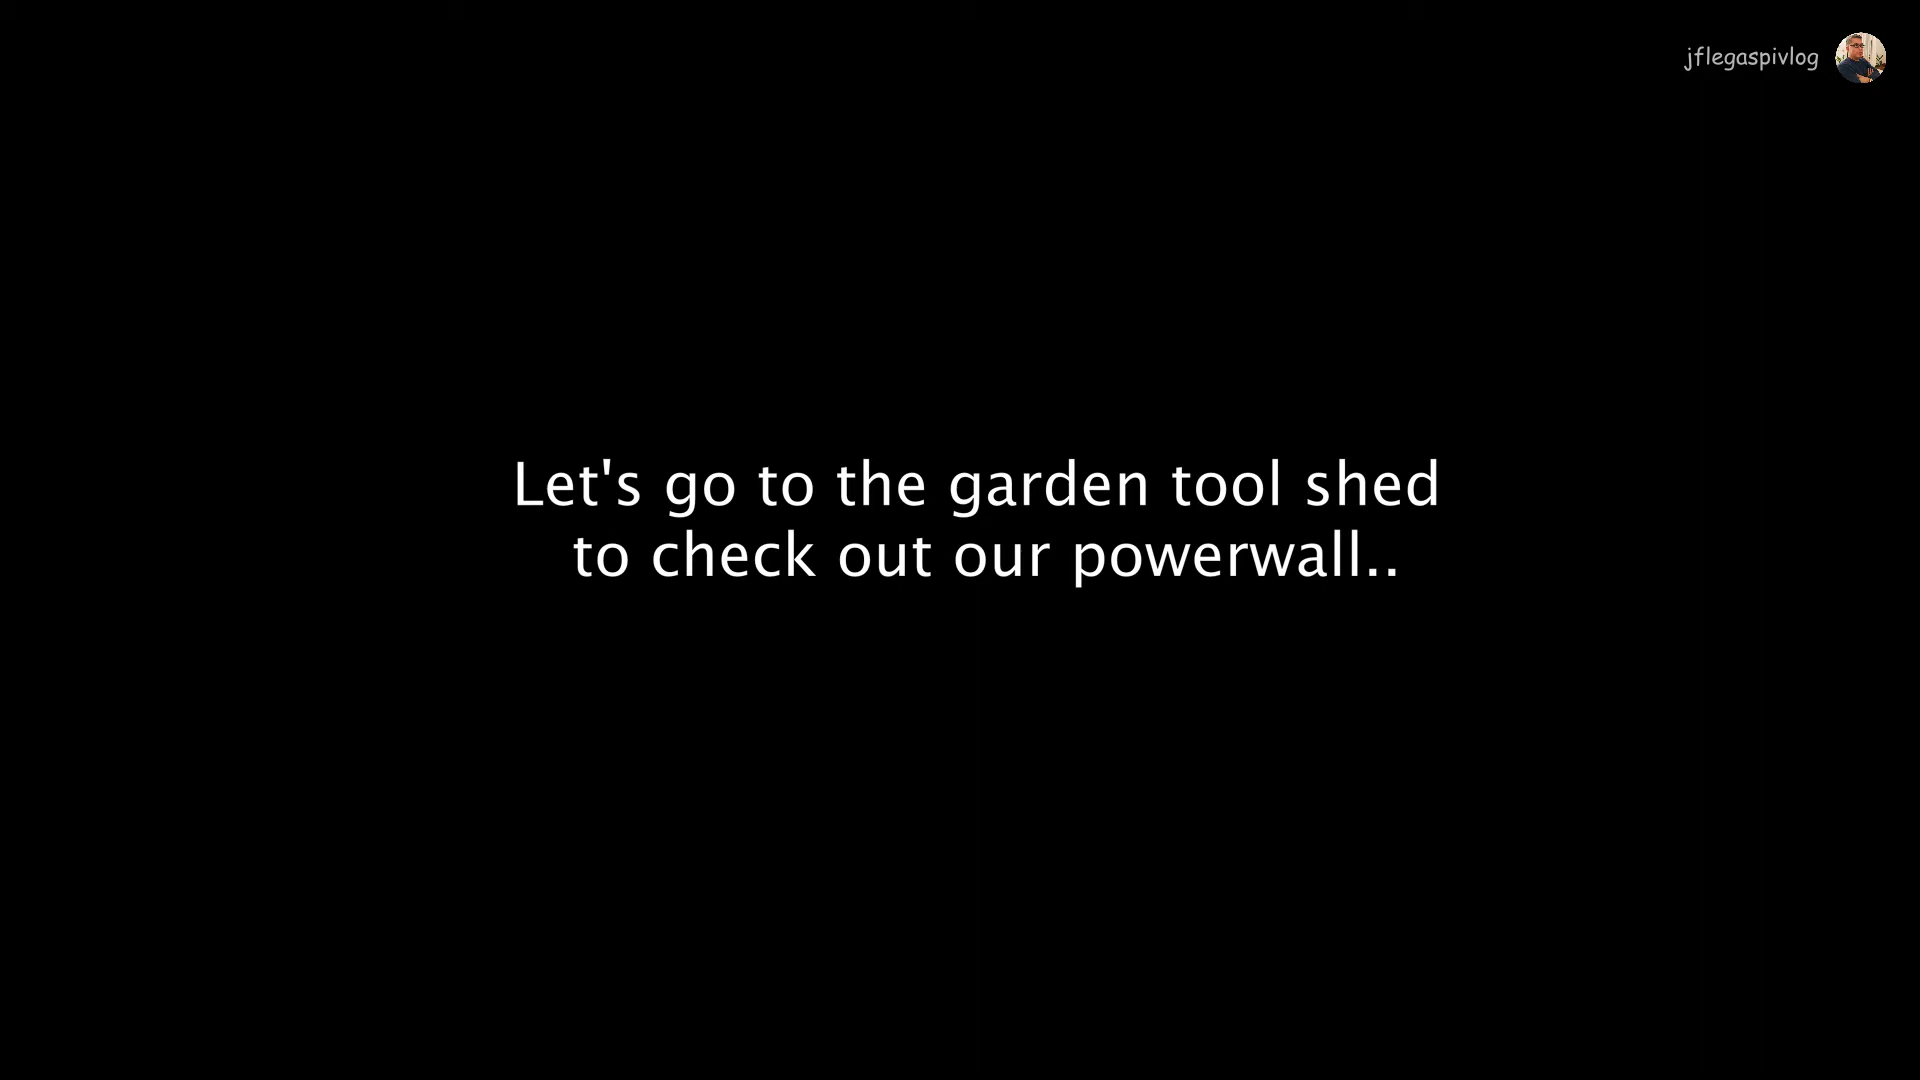 jflegaspivlog
Let's go to the garden tool shed
to check out our powerwall..